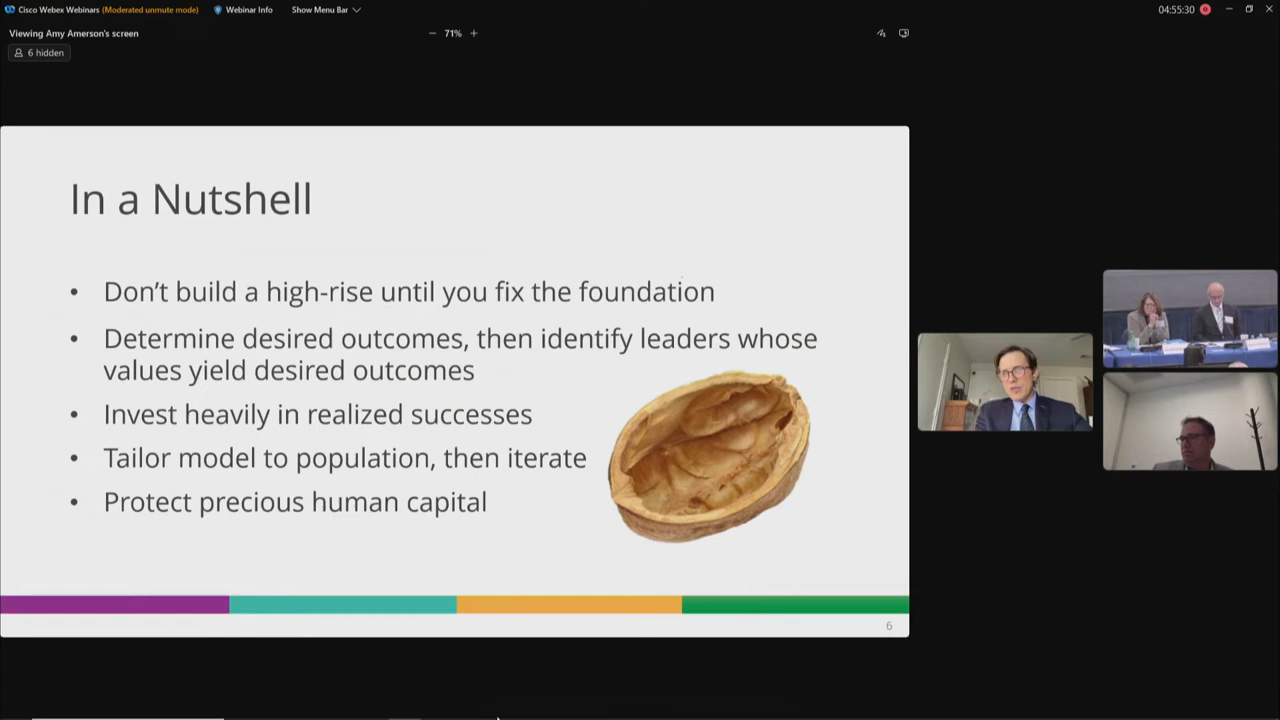 Cisco Webex Webinars (Moderated unmute mode)
Webinar Info
Show Menu Bar
04:55:30
Viewing Amy Amerson's screen
71%
6 hidden
In a Nutshell
• Don’t build a high-rise until you fix the foundation
• Determine desired outcomes, then identify leaders whose
values yield desired outcomes
• Invest heavily in realized successes
• Tailor model to population, then iterate
• Protect precious human capital
6